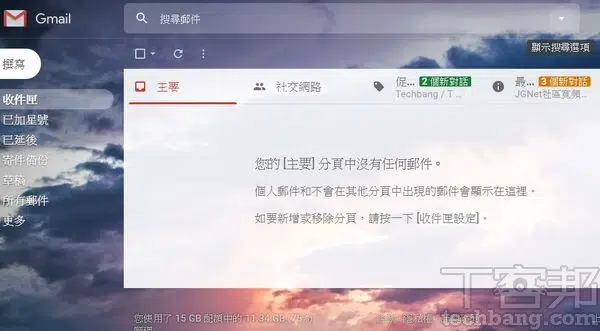 Gmail
搜尋郵件
顯示搜尋選項
撰寫
主要
社交網路
促... 2 個新對話
Techbang / T ...
最... 3 個新對話
JGNet社區寬頻...
收件匣
已加星號
已延後
寄件備份
草稿
所有郵件
更多
您的 [主要] 分頁中沒有任何郵件。
個人郵件和不會在其他分頁中出現的郵件會顯示在這裡。
如要新增或移除分頁，請按一下 [收件匣設定]。
您使用了 15 GB 配額中的
T客邦
techbang.com